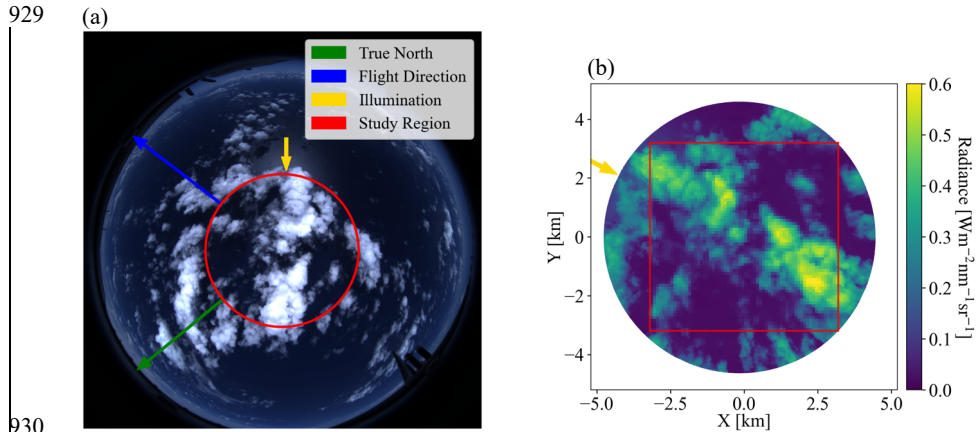 929
(a)
True North
Flight Direction
Illumination
Study Region
(b)
4
2
0
−2
−4
Y [km]
−5.0 −2.5 0.0 2.5 5.0
X [km]
0.6
0.5
0.4
0.3
0.2
0.1
0.0
Radiance [Wm⁻²nm⁻¹sr⁻¹]
930